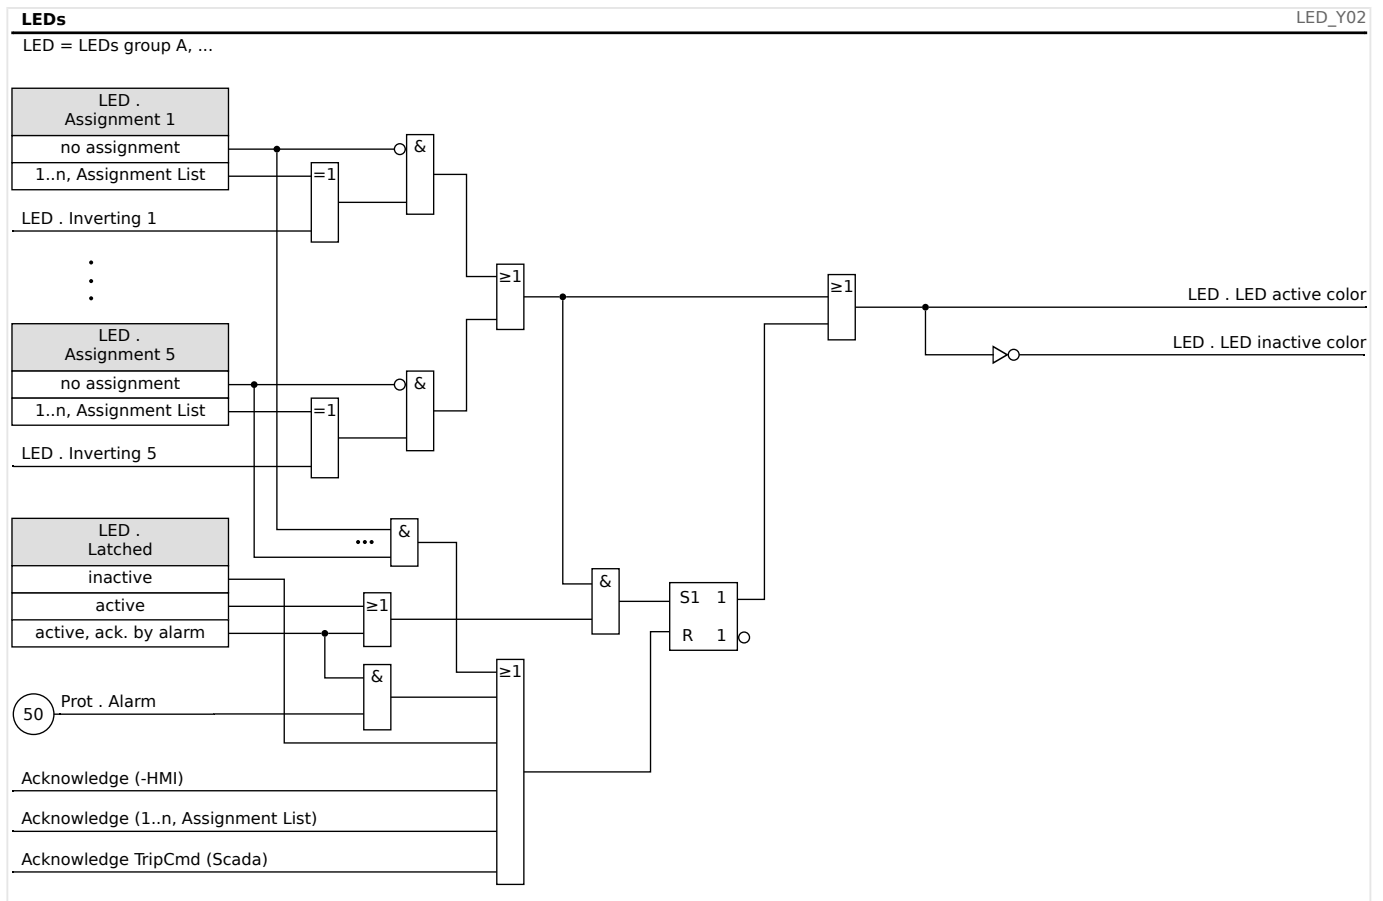 LEDs
LED_Y02
LED = LEDs group A, ...
LED .
Assignment 1
no assignment
&
1..n, Assignment List
=1
LED . Inverting 1
≥1
≥1
LED . LED active color
LED .
Assignment 5
LED . LED inactive color
no assignment
&
1..n, Assignment List
=1
LED . Inverting 5
LED .
Latched
&
•••
inactive
&
active
≥1
S1 1
active, ack. by alarm
R 1
&
≥1
50
Prot . Alarm
Acknowledge (-HMI)
Acknowledge (1..n, Assignment List)
Acknowledge TripCmd (Scada)